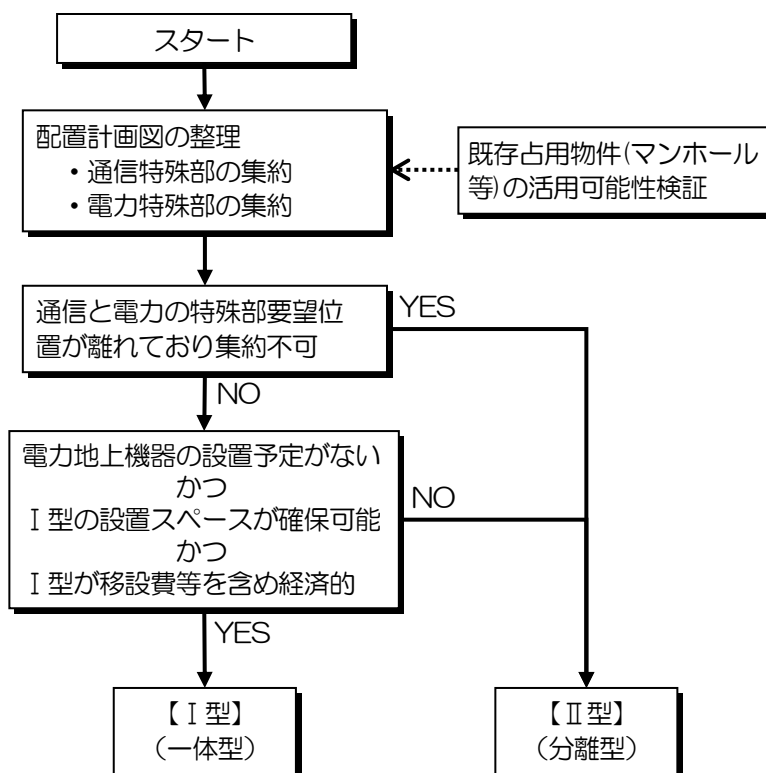 スタート
配置計画図の整理
・通信特殊部の集約
・電力特殊部の集約
既存占用物件(マンホール
等)の活用可能性検証
通信と電力の特殊部要望位
置が離れており集約不可
YES
NO
電力地上機器の設置予定がない
かつ
Ⅰ型の設置スペースが確保可能
かつ
Ⅰ型が移設費等を含め経済的
NO
YES
【Ⅰ型】
(一体型)
【Ⅱ型】
(分離型)